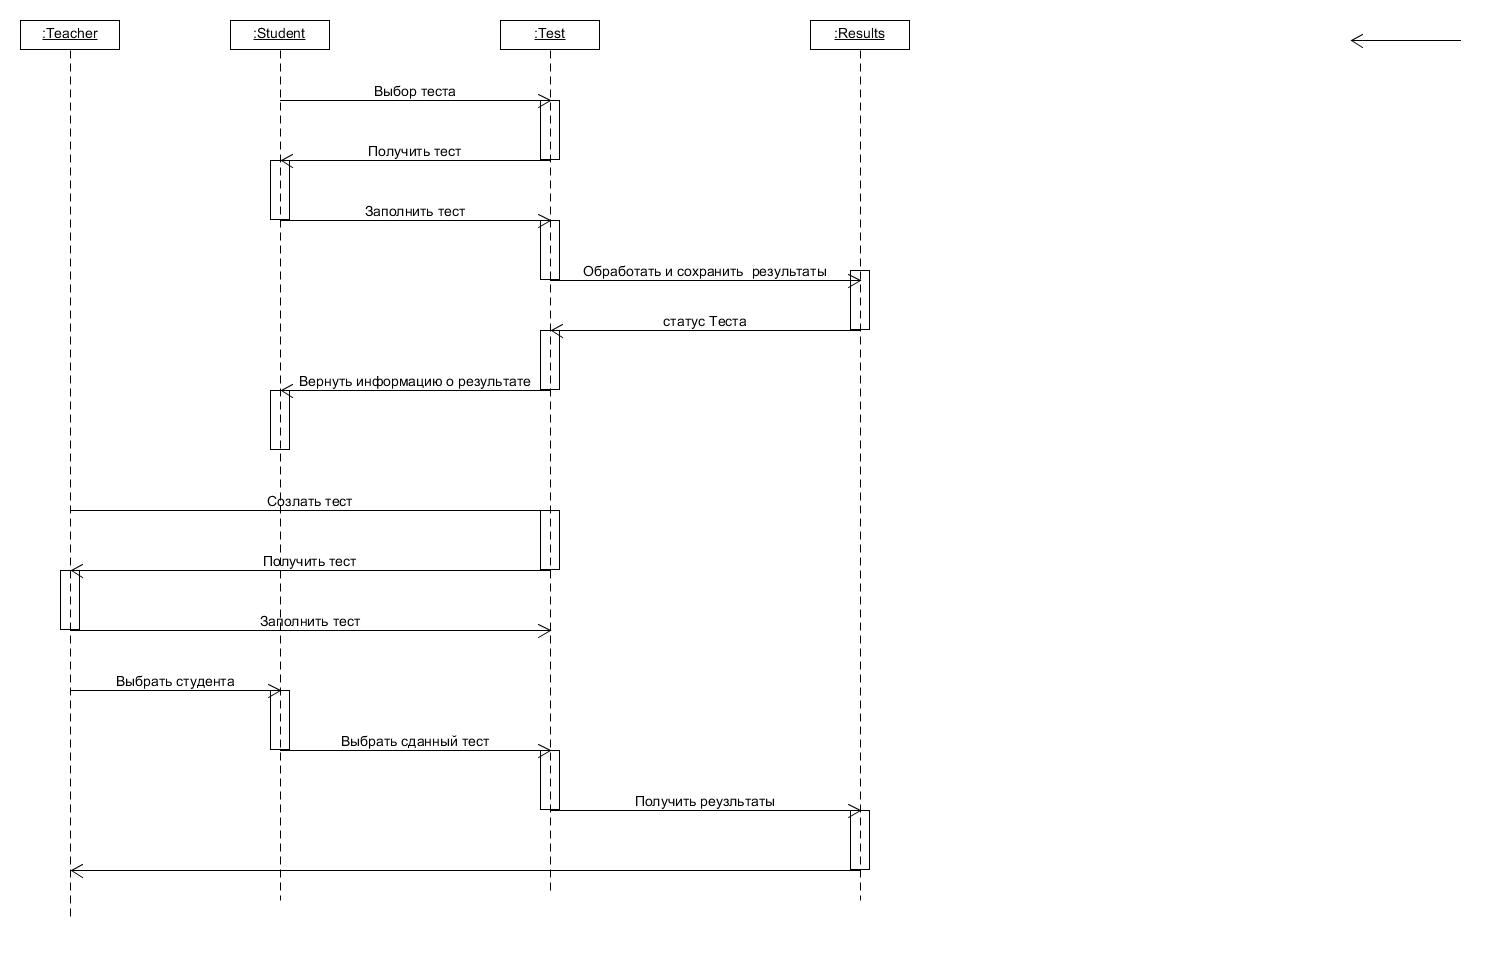 :Teacher
:Student
:Test
:Results
Выбор теста
Получить тест
Заполнить тест
Обработать и сохранить  результаты
статус Теста
Вернуть информацию о результате
Созлать тест
Получить тест
Заполнить тест
Выбрать студента
Выбрать сданный тест
Получить реузльтаты